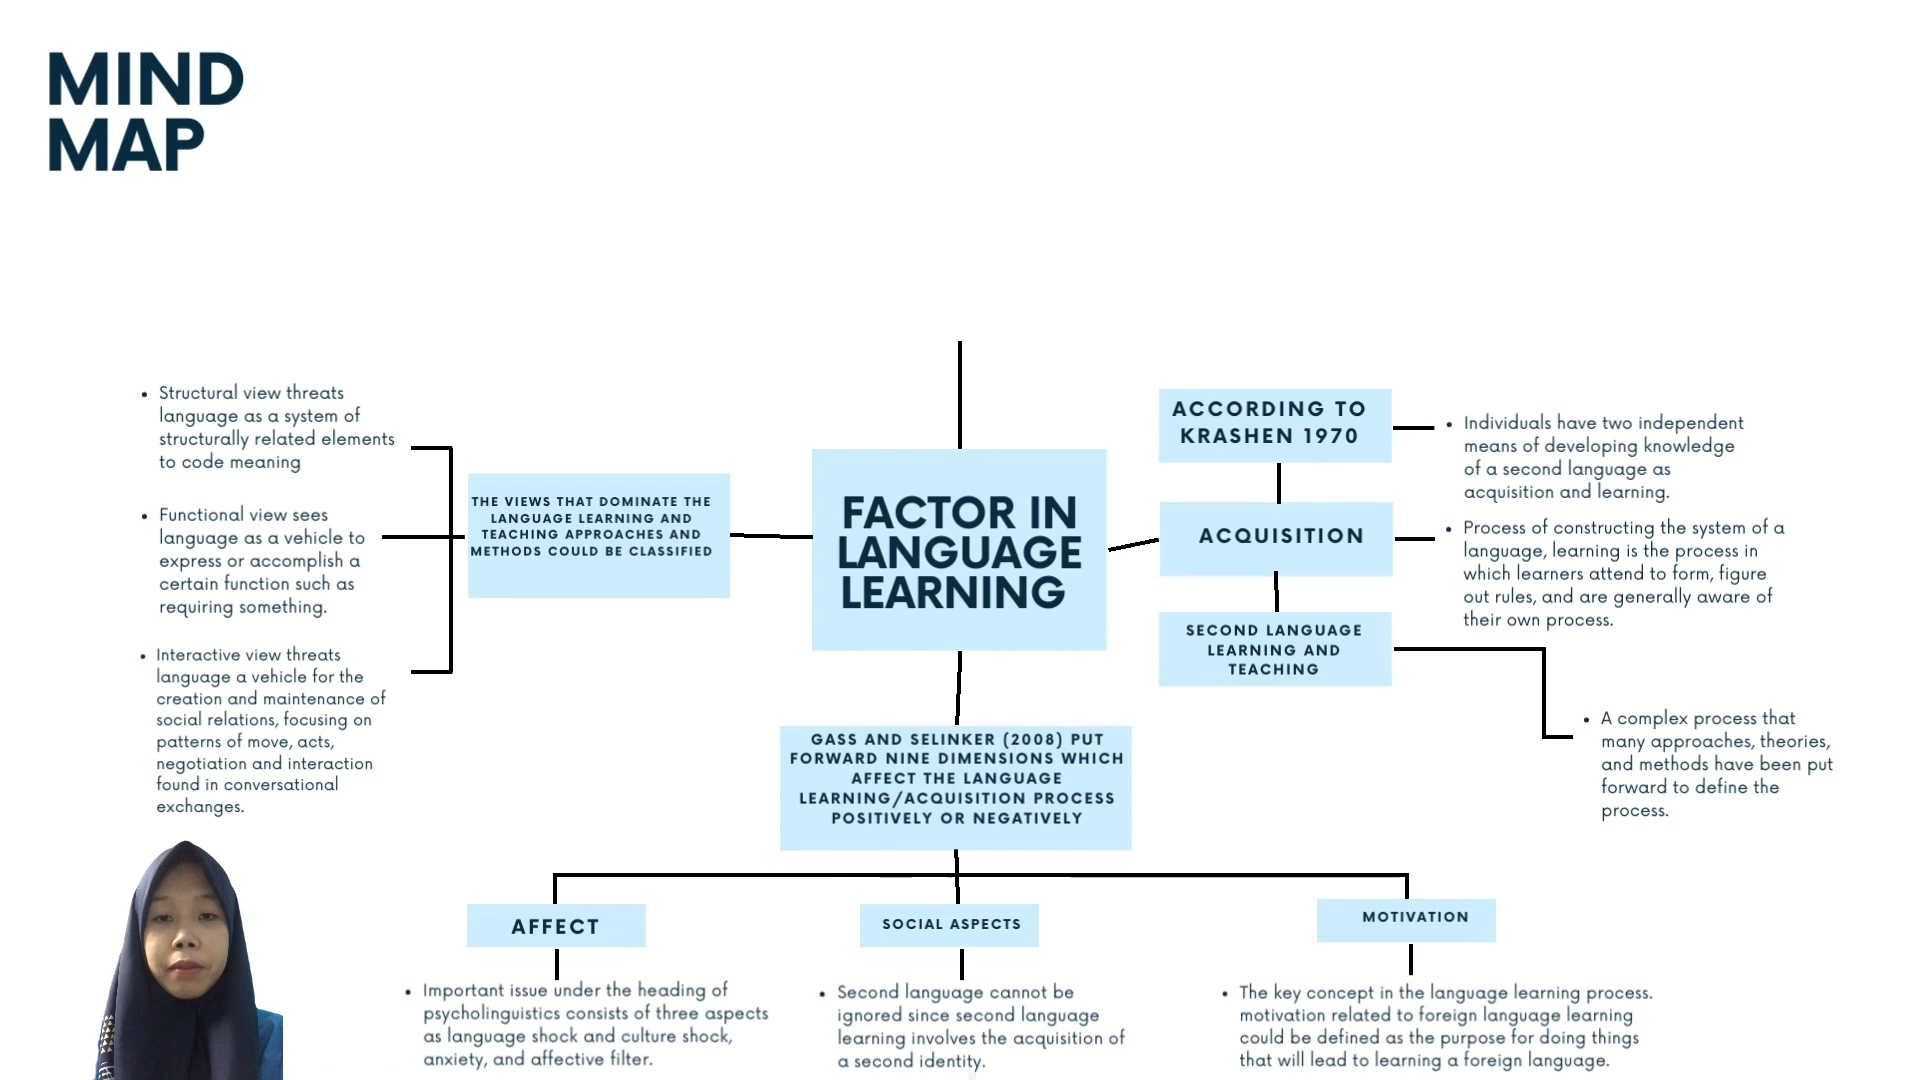 MIND
MAP
Structural view threats
language as a system of
structurally related elements
to code meaning
Functional view sees
language as a vehicle to
express or accomplish a
certain function such as
requiring something.
Interactive view threats
language a vehicle for the
creation and maintenance of
social relations, focusing on
patterns of move, acts,
negotiation and interaction
found in conversational
exchanges.
THE VIEWS THAT DOMINATE THE
LANGUAGE LEARNING AND
TEACHING APPROACHES AND
METHODS COULD BE CLASSIFIED
FACTOR IN
LANGUAGE
LEARNING
ACCORDING TO
KRASHEN 1970
Individuals have two independent
means of developing knowledge
of a second language as
acquisition and learning.
ACQUISITION
Process of constructing the system of a
language, learning is the process in
which learners attend to form, figure
out rules, and are generally aware of
their own process.
SECOND LANGUAGE
LEARNING AND
TEACHING
A complex process that
many approaches, theories,
and methods have been put
forward to define the
process.
GASS AND SELINKER (2008) PUT
FORWARD NINE DIMENSIONS WHICH
AFFECT THE LANGUAGE
LEARNING/ACQUISITION PROCESS
POSITIVELY OR NEGATIVELY
AFFECT
Important issue under the heading of
psycholinguistics consists of three aspects
as language shock and culture shock,
anxiety, and affective filter.
SOCIAL ASPECTS
Second language cannot be
ignored since second language
learning involves the acquisition of
a second identity.
MOTIVATION
The key concept in the language learning process.
motivation related to foreign language learning
could be defined as the purpose for doing things
that will lead to learning a foreign language.